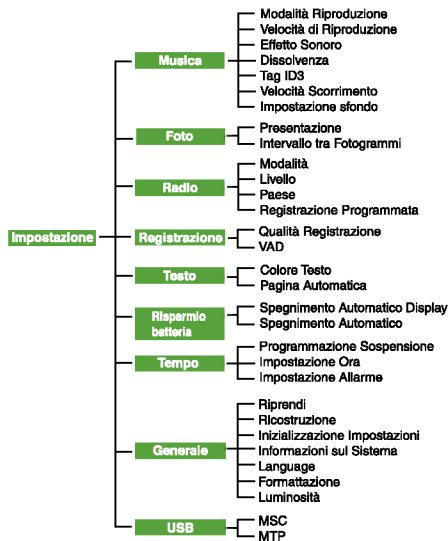 Impostazione
Musica
Modalità Riproduzione
Velocità di Riproduzione
Effetto Sonoro
Dissolvenza
Tag ID3
Velocità Scorrimento
Impostazione sfondo
Foto
Presentazione
Intervallo tra Fotogrammi
Radio
Modalità
Livello
Paese
Registrazione Programmata
Registrazione
Qualità Registrazione
VAD
Testo
Colore Testo
Pagina Automatica
Risparmio
batteria
Spegnimento Automatico Display
Spegnimento Automatico
Tempo
Programmazione Sospensione
Impostazione Ora
Impostazione Allarme
Generale
Riprendi
Ricostruzione
Inizializzazione Impostazioni
Informazioni sul Sistema
Language
Formattazione
Luminosità
USB
MSC
MTP